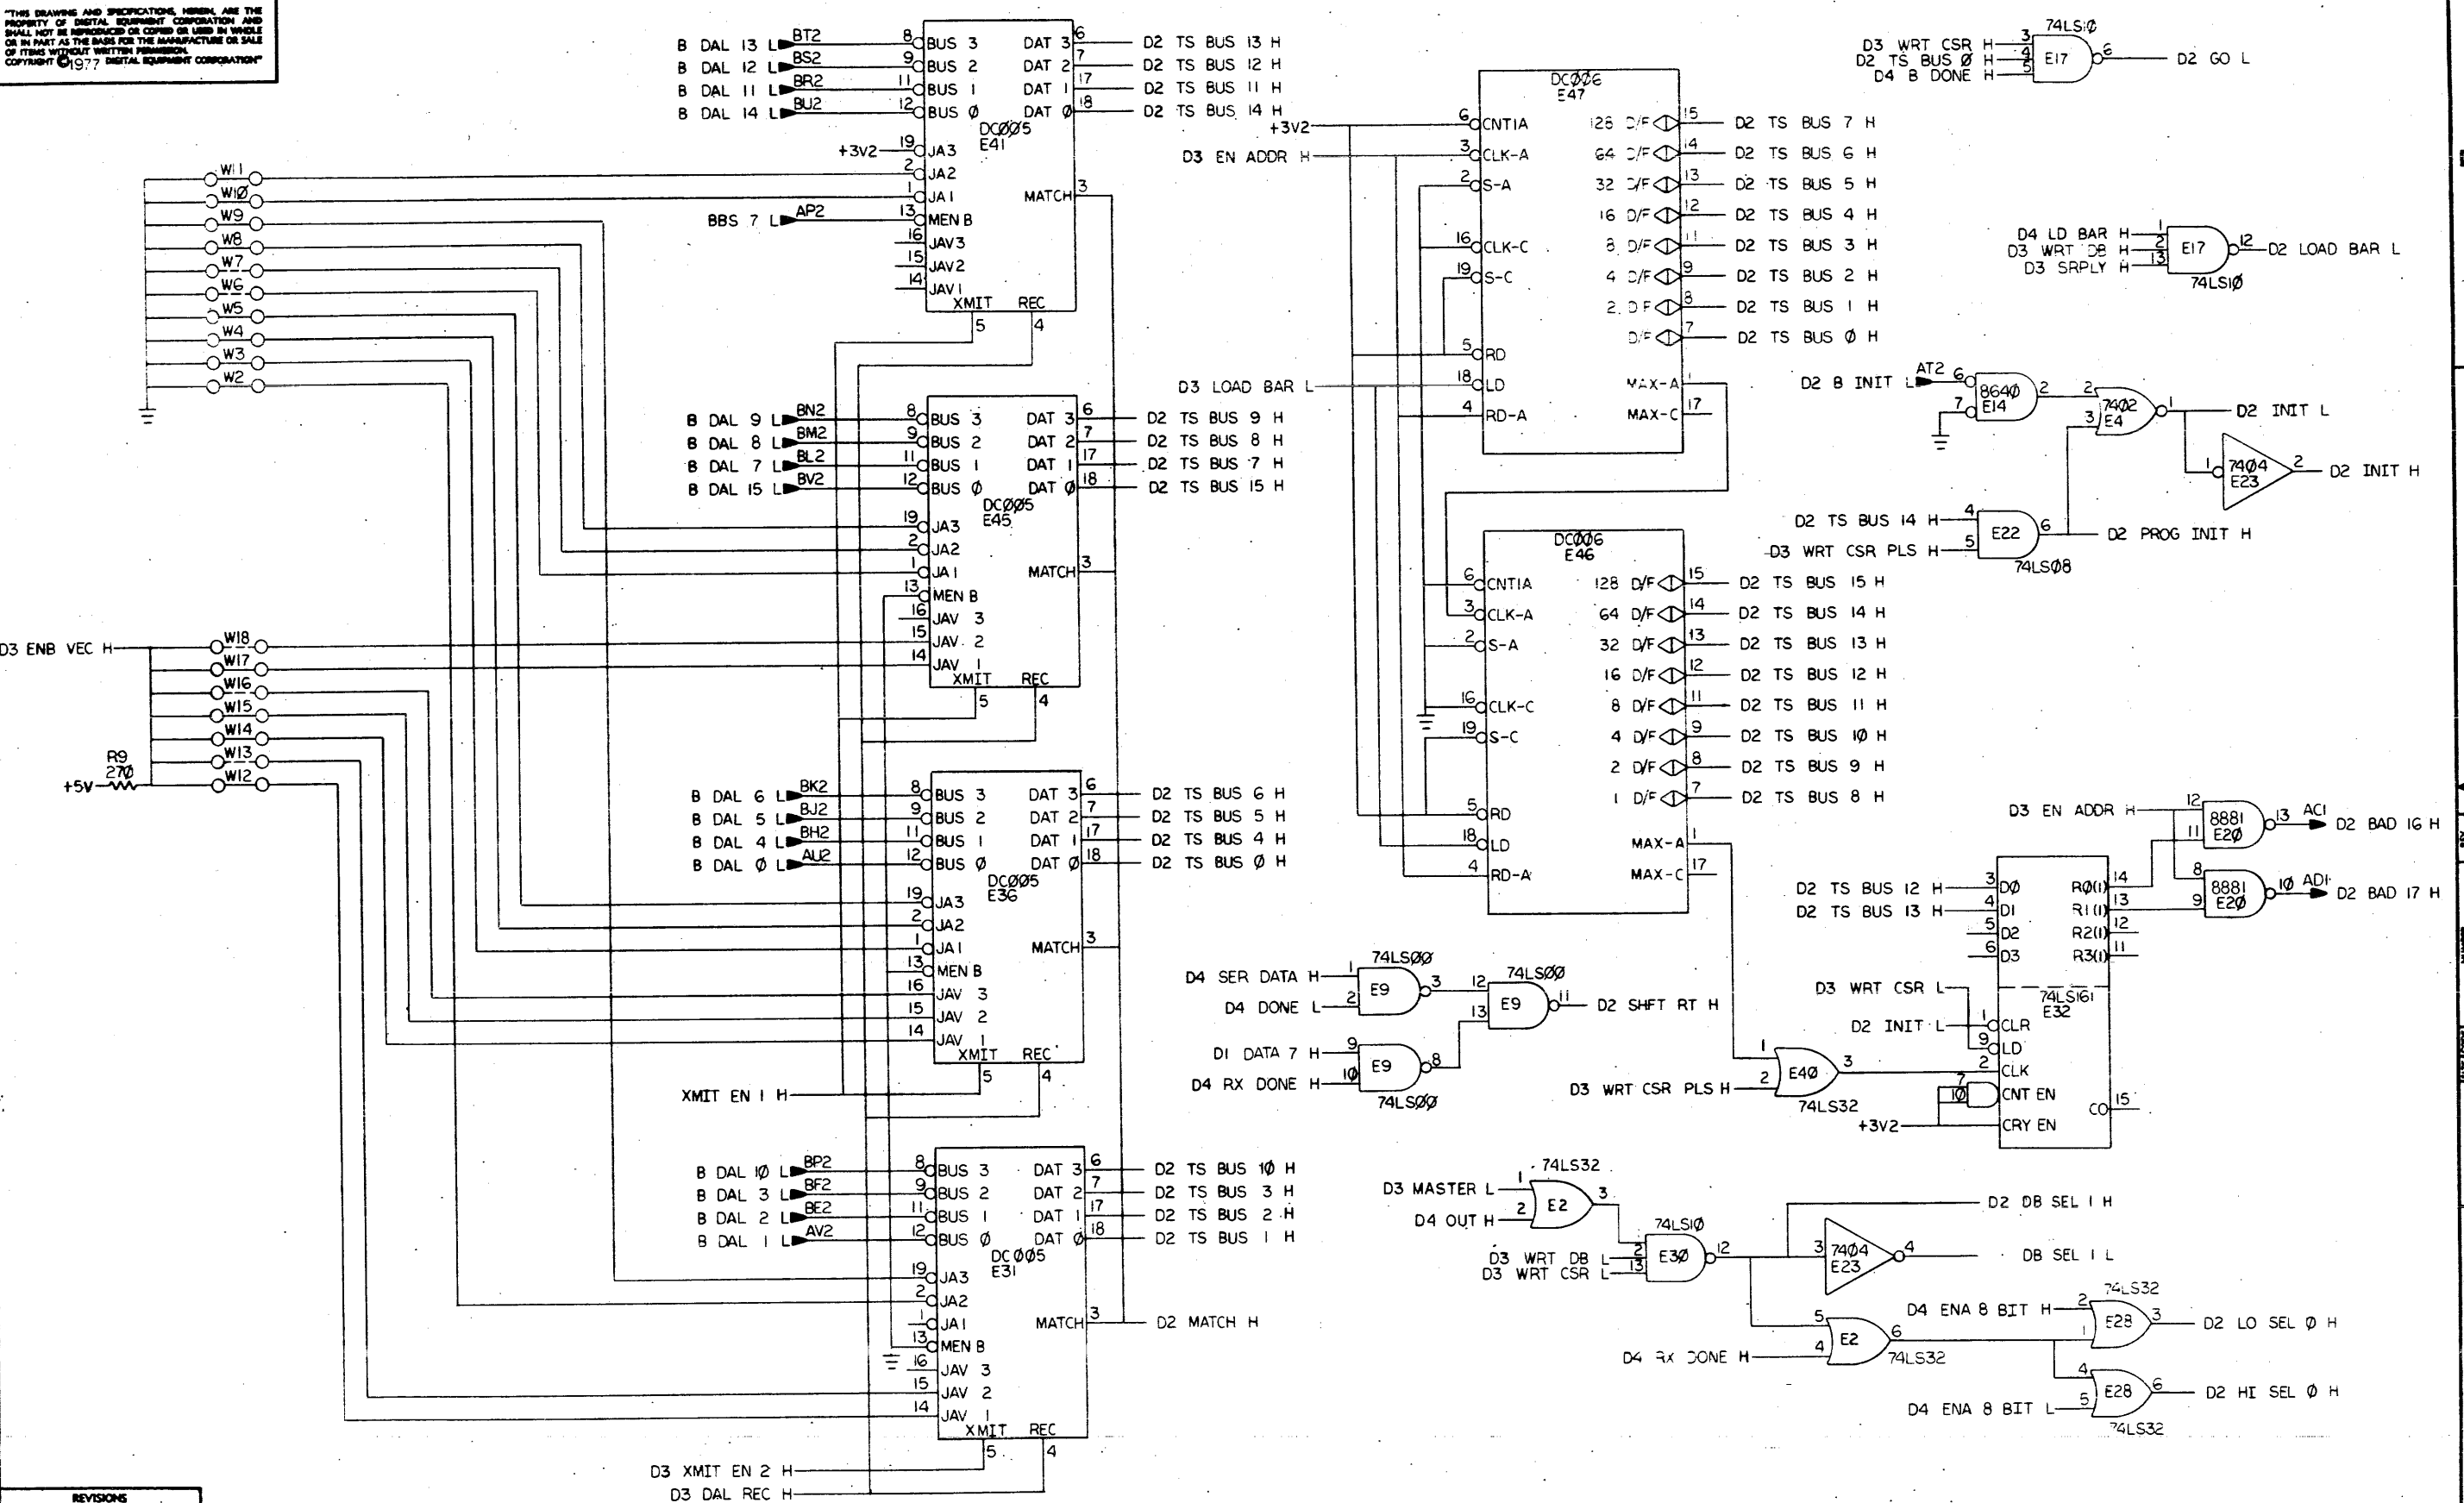 "THIS DRAWING AND SPECIFICATIONS, HEREIN, ARE THE
PROPERTY OF DIGITAL EQUIPMENT CORPORATION AND
SHALL NOT BE REPRODUCED OR COPIED OR USED IN WHOLE
OR IN PART AS THE BASIS FOR THE MANUFACTURE OR SALE
OF ITEMS WITHOUT WRITTEN PERMISSION.
COPYRIGHT © 1977 DIGITAL EQUIPMENT CORPORATION"
B DAL 13 L BT2 8 BUS 3 DAT 3 6 D2 TS BUS 13 H
B DAL 12 L BS2 9 BUS 2 DAT 2 7 D2 TS BUS 12 H
B DAL 11 L BR2 11 BUS 1 DAT 1 17 D2 TS BUS 11 H
B DAL 14 L BU2 12 BUS Ø DAT Ø 18 D2 TS BUS 14 H
DCØØ5
E41
+3V2 19 JA3
2 JA2
1 JA1 MATCH 3
BBS 7 L AP2 13 MEN B
16 JAV3
15 JAV2
14 JAV1
XMIT REC
5 4
W11
W1Ø
W9
W8
W7
W6
W5
W4
W3
W2
B DAL 9 L BN2 8 BUS 3 DAT 3 6 D2 TS BUS 9 H
B DAL 8 L BM2 9 BUS 2 DAT 2 7 D2 TS BUS 8 H
B DAL 7 L BL2 11 BUS 1 DAT 1 17 D2 TS BUS 7 H
B DAL 15 L BV2 12 BUS Ø DAT Ø 18 D2 TS BUS 15 H
DCØØ5
E45
19 JA3
2 JA2
1 JA1 MATCH 3
13 MEN B
16 JAV 3
15 JAV 2
14 JAV 1
XMIT REC
5 4
D3 ENB VEC H
W18
W17
W16
W15
W14
W13
W12
R9
27Ø
+5V
B DAL 6 L BK2 8 BUS 3 DAT 3 6 D2 TS BUS 6 H
B DAL 5 L BJ2 9 BUS 2 DAT 2 7 D2 TS BUS 5 H
B DAL 4 L BH2 11 BUS 1 DAT 1 17 D2 TS BUS 4 H
B DAL Ø L AU2 12 BUS Ø DAT Ø 18 D2 TS BUS Ø H
DCØØ5
E36
19 JA3
2 JA2
1 JA1 MATCH 3
13 MEN B
16 JAV 3
15 JAV 2
14 JAV 1
XMIT REC
5 4
XMIT EN 1 H
B DAL 1Ø L BP2 8 BUS 3 DAT 3 6 D2 TS BUS 1Ø H
B DAL 3 L BF2 9 BUS 2 DAT 2 7 D2 TS BUS 3 H
B DAL 2 L BE2 11 BUS 1 DAT 1 17 D2 TS BUS 2 H
B DAL 1 L AV2 12 BUS Ø DAT Ø 18 D2 TS BUS 1 H
DCØØ5
E31
19 JA3
2 JA2
1 JA1 MATCH 3 D2 MATCH H
13 MEN B
16 JAV 3
15 JAV 2
14 JAV 1
XMIT REC
5 4
D3 XMIT EN 2 H
D3 DAL REC H
REVISIONS
DCØØ6
E47
+3V2 6 CNT1A 128 D/F 15 D2 TS BUS 7 H
D3 EN ADDR H 3 CLK-A 64 D/F 14 D2 TS BUS 6 H
2 S-A 32 D/F 13 D2 TS BUS 5 H
16 D/F 12 D2 TS BUS 4 H
16 CLK-C 8 D/F 11 D2 TS BUS 3 H
19 S-C 4 D/F 9 D2 TS BUS 2 H
2 D/F 8 D2 TS BUS 1 H
D/F 7 D2 TS BUS Ø H
5 RD
D3 LOAD BAR L 18 LD MAX-A 1
4 RD-A MAX-C 17
DCØØ6
E46
6 CNT1A 128 D/F 15 D2 TS BUS 15 H
3 CLK-A 64 D/F 14 D2 TS BUS 14 H
2 S-A 32 D/F 13 D2 TS BUS 13 H
16 D/F 12 D2 TS BUS 12 H
16 CLK-C 8 D/F 11 D2 TS BUS 11 H
19 S-C 4 D/F 9 D2 TS BUS 1Ø H
2 D/F 8 D2 TS BUS 9 H
1 D/F 7 D2 TS BUS 8 H
5 RD
18 LD MAX-A 1
4 RD-A MAX-C 17
74LSØØ
D4 SER DATA H 1 E9 3
D4 DONE L 2
74LSØØ
12 13 E9 11 D2 SHFT RT H
D1 DATA 7 H 9 E9 8
D4 RX DONE H 1Ø
74LSØØ
74LS1Ø
D3 WRT CSR H 3
D2 TS BUS Ø H 4 E17 6 D2 GO L
D4 B DONE H 5
D4 LD BAR H 1
D3 WRT DB H 2 E17 12 D2 LOAD BAR L
D3 SRPLY H 13
74LS1Ø
D2 B INIT L AT2 6 7 8640 E14 2
2 3 7402 E4 1 D2 INIT L
1 74Ø4 E23 2 D2 INIT H
D2 TS BUS 14 H 4 E22 6 D2 PROG INIT H
D3 WRT CSR PLS H 5
74LSØ8
D3 EN ADDR H 12 11 8881 E2Ø 13 AC1 D2 BAD 16 H
8 9 8881 E2Ø 1Ø AD1 D2 BAD 17 H
D2 TS BUS 12 H 3 DØ RØ(1) 14
D2 TS BUS 13 H 4 D1 R1(1) 13
5 D2 R2(1) 12
6 D3 R3(1) 11
74LS161
E32
D3 WRT CSR L
D2 INIT L 1 CLR
9 LD
2 CLK
7 1Ø CNT EN
CO 15
+3V2 CRY EN
1 E4Ø 3
D3 WRT CSR PLS H 2
74LS32
74LS32
D3 MASTER L 1 E2 3
D4 OUT H 2
74LS1Ø
D3 WRT DB L 2 E3Ø 12
D3 WRT CSR L 13
D2 DB SEL 1 H
3 74Ø4 E23 4 DB SEL 1 L
5 E2 6
D4 RX DONE H 4
74LS32
74LS32
D4 ENA 8 BIT H 2 E28 3 D2 LO SEL Ø H
1
4 E28 6 D2 HI SEL Ø H
D4 ENA 8 BIT L 5
74LS32